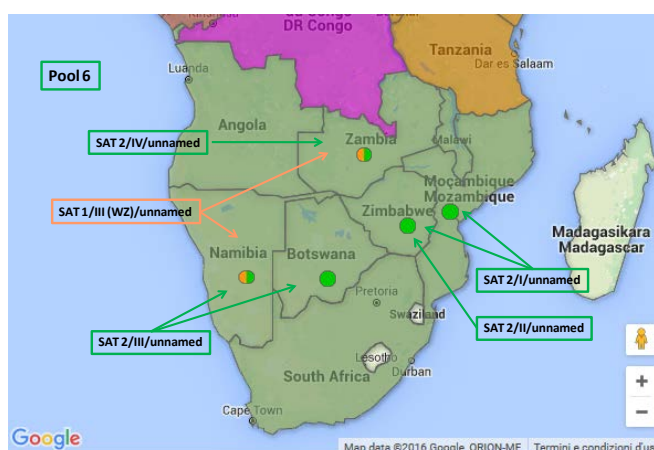 Kinshasa
da Congo
DR Congo
Pool 6
Tanzania
Luanda
Dar es Salaam
Angola
SAT 2/IV/unnamed
Zambia
Malawi
Moçambique
Mozambique
SAT 1/III (WZ)/unnamed
Zimbabwe
Madagasikara
Madagascar
Namibia
Botswana
SAT 2/I/unnamed
Pretoria
Swaziland
SAT 2/II/unnamed
SAT 2/III/unnamed
Lesotho
Durban
South Africa
Cape Town
+
−
Google
Map data ©2016 Google, ORION-ME
Termini e condizioni d'us